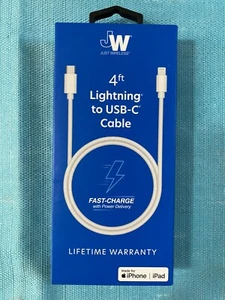 JW
JUST WIRELESS
4ft
Lightning
to USB-C
Cable
FAST-CHARGE
with Power Delivery
LIFETIME WARRANTY
made for
iPhone | iPad